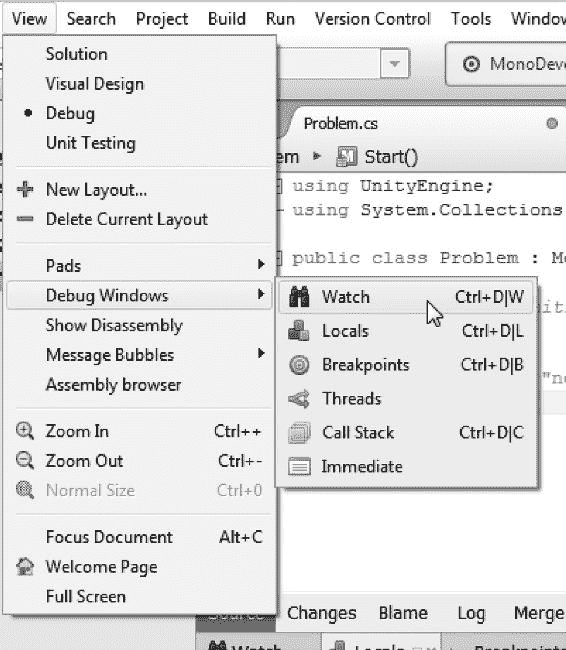 View Search Project Build Run Version Control Tools
Solution
Visual Design
Debug
Unit Testing
New Layout...
Delete Current Layout
Pads
Debug Windows
Show Disassembly
Message Bubbles
Assembly browser
Zoom In Ctrl++
Zoom Out Ctrl+-
Normal Size Ctrl+0
Focus Document Alt+C
Welcome Page
Full Screen
Watch Ctrl+D|W
Locals Ctrl+D|L
Breakpoints Ctrl+D|B
Threads
Call Stack Ctrl+D|C
Immediate
Problem.cs
Start()
using UnityEngine;
using System.Collections
public class Problem :
Changes Blame Log Merge
Watch Locals